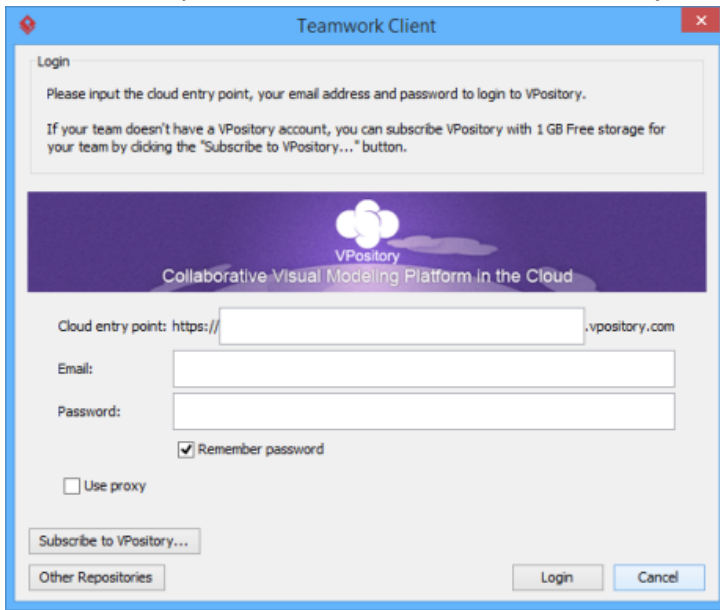 Teamwork Client
Login
Please input the cloud entry point, your email address and password to login to VPository.
If your team doesn't have a VPository account, you can subscribe VPository with 1 GB Free storage for
your team by clicking the "Subscribe to VPository..." button.
VPository
Collaborative Visual Modeling Platform in the Cloud
Cloud entry point: https:// .vpository.com
Email:
Password:
Remember password
Use proxy
Subscribe to VPository...
Other Repositories Login Cancel